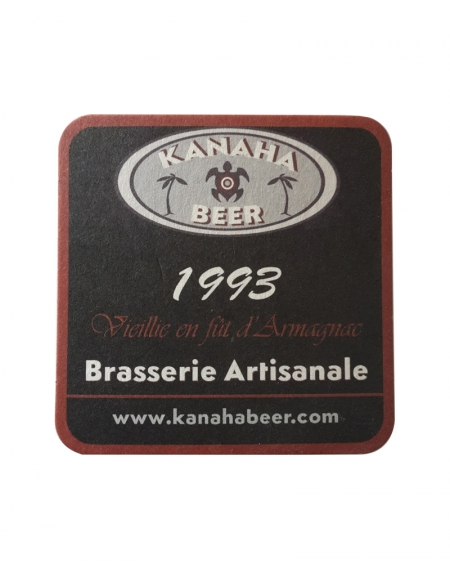 KANAHA
BEER
1993
Vieillie en fût d'Armagnac
Brasserie Artisanale
www.kanahabeer.com